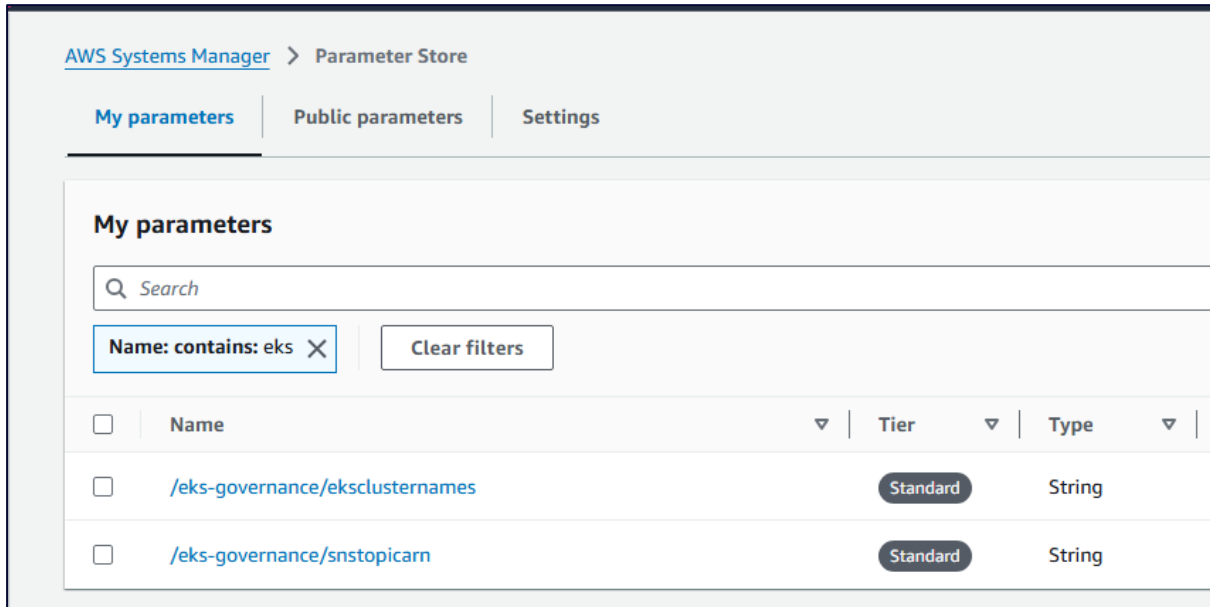 AWS Systems Manager > Parameter Store
My parameters Public parameters Settings
My parameters
Search
Name: contains: eks Clear filters
Name Tier Type
/eks-governance/eksclusternames Standard String
/eks-governance/snstopicarn Standard String